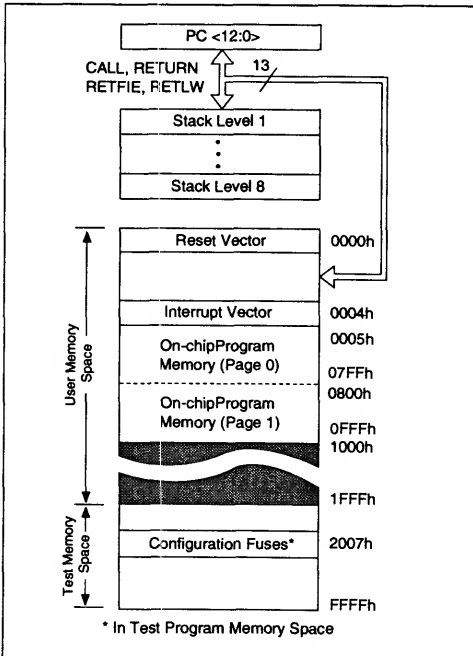 PC <12:0>
CALL, RETURN
RETFIE, RETLW
13
Stack Level 1
Stack Level 8
User Memory
Space
Reset Vector
0000h
Interrupt Vector
0004h
0005h
On-chipProgram
Memory (Page 0)
07FFh
0800h
On-chipProgram
Memory (Page 1)
0FFFh
1000h
1FFFh
Test Memory
Space
Configuration Fuses*
2007h
FFFFh
* In Test Program Memory Space